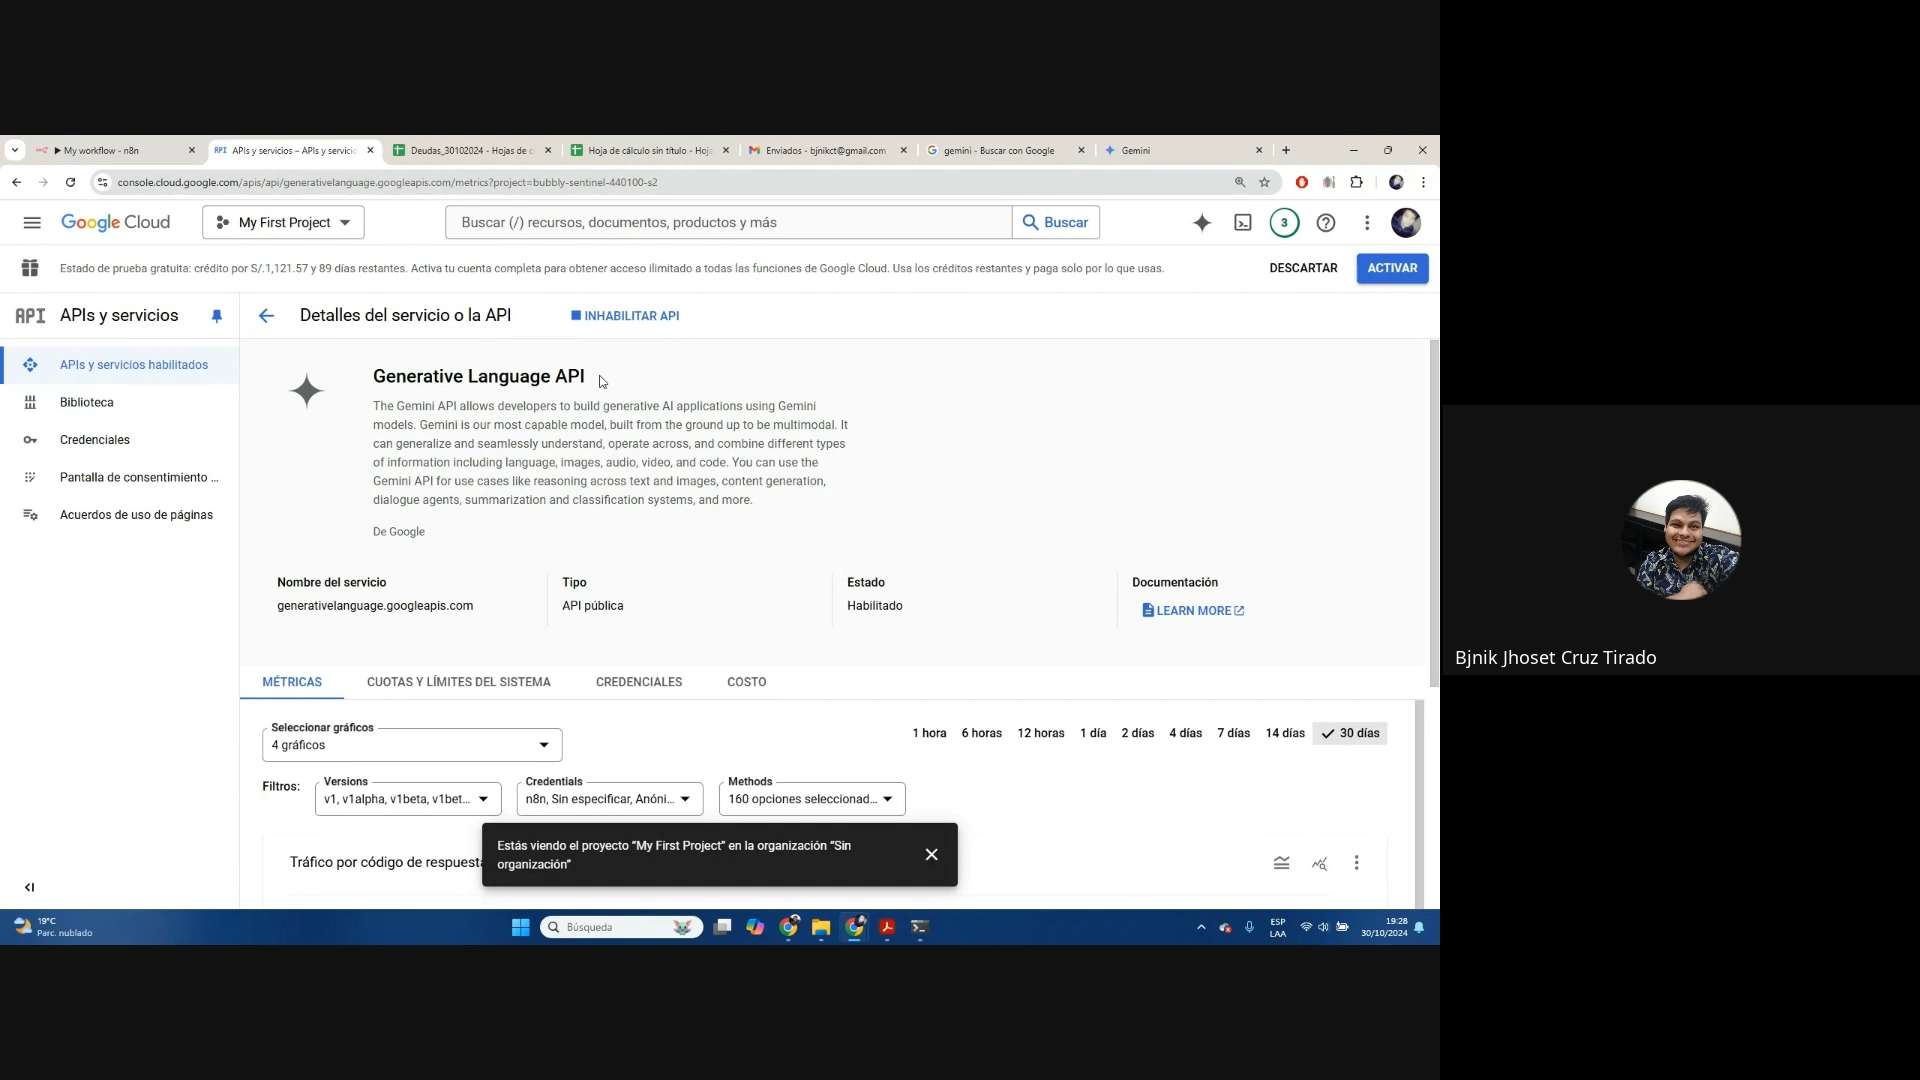 My workflow - n8n
API APIs y servicios – APIs y servicio
Deudas_30102024 - Hojas de c
Hoja de cálculo sin título - Hoja
Enviados - bjnikct@gmail.com
gemini - Buscar con Google
Gemini
console.cloud.google.com/apis/api/generativelanguage.googleapis.com/metrics?project=bubbly-sentinel-440100-s2
Google Cloud
My First Project
Buscar (/) recursos, documentos, productos y más
Buscar
3
Estado de prueba gratuita: crédito por S/.1,121.57 y 89 días restantes. Activa tu cuenta completa para obtener acceso ilimitado a todas las funciones de Google Cloud. Usa los créditos restantes y paga solo por lo que usas.
DESCARTAR
ACTIVAR
API APIs y servicios
Detalles del servicio o la API
INHABILITAR API
APIs y servicios habilitados
Biblioteca
Credenciales
Pantalla de consentimiento ...
Acuerdos de uso de páginas
Generative Language API
The Gemini API allows developers to build generative AI applications using Gemini
models. Gemini is our most capable model, built from the ground up to be multimodal. It
can generalize and seamlessly understand, operate across, and combine different types
of information including language, images, audio, video, and code. You can use the
Gemini API for use cases like reasoning across text and images, content generation,
dialogue agents, summarization and classification systems, and more.
De Google
Nombre del servicio
generativelanguage.googleapis.com
Tipo
API pública
Estado
Habilitado
Documentación
LEARN MORE
MÉTRICAS
CUOTAS Y LÍMITES DEL SISTEMA
CREDENCIALES
COSTO
Seleccionar gráficos
4 gráficos
1 hora 6 horas 12 horas 1 día 2 días 4 días 7 días 14 días 30 días
Filtros:
Versions
v1, v1alpha, v1beta, v1bet...
Credentials
n8n, Sin especificar, Anóni...
Methods
160 opciones seleccionad...
Tráfico por código de respuesta
Estás viendo el proyecto "My First Project" en la organización "Sin
organización"
19°C
Parc. nublado
Búsqueda
ESP
LAA
19:28
30/10/2024
Bjnik Jhoset Cruz Tirado